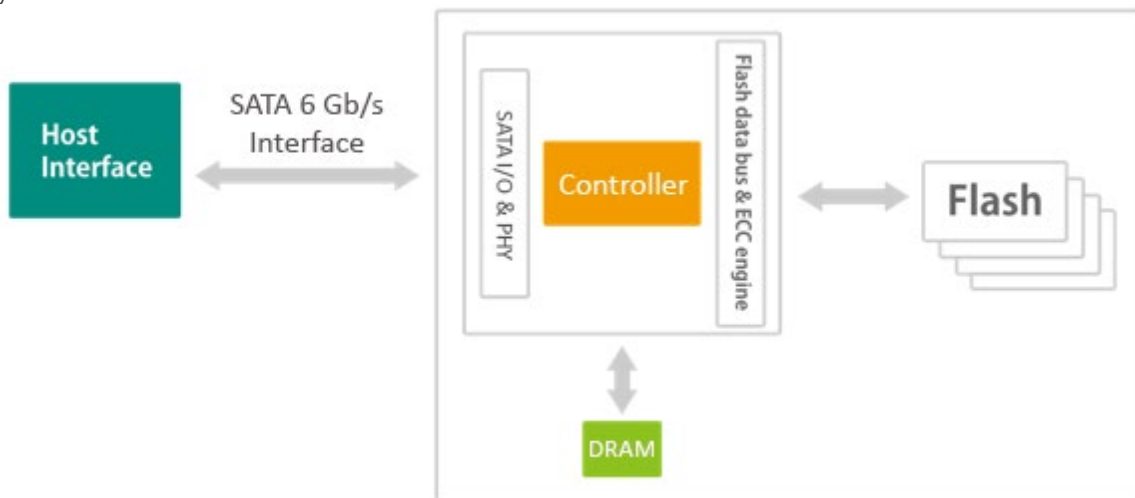 Host
Interface
SATA 6 Gb/s
Interface
SATA I/O & PHY
Controller
Flash data bus & ECC engine
Flash
DRAM